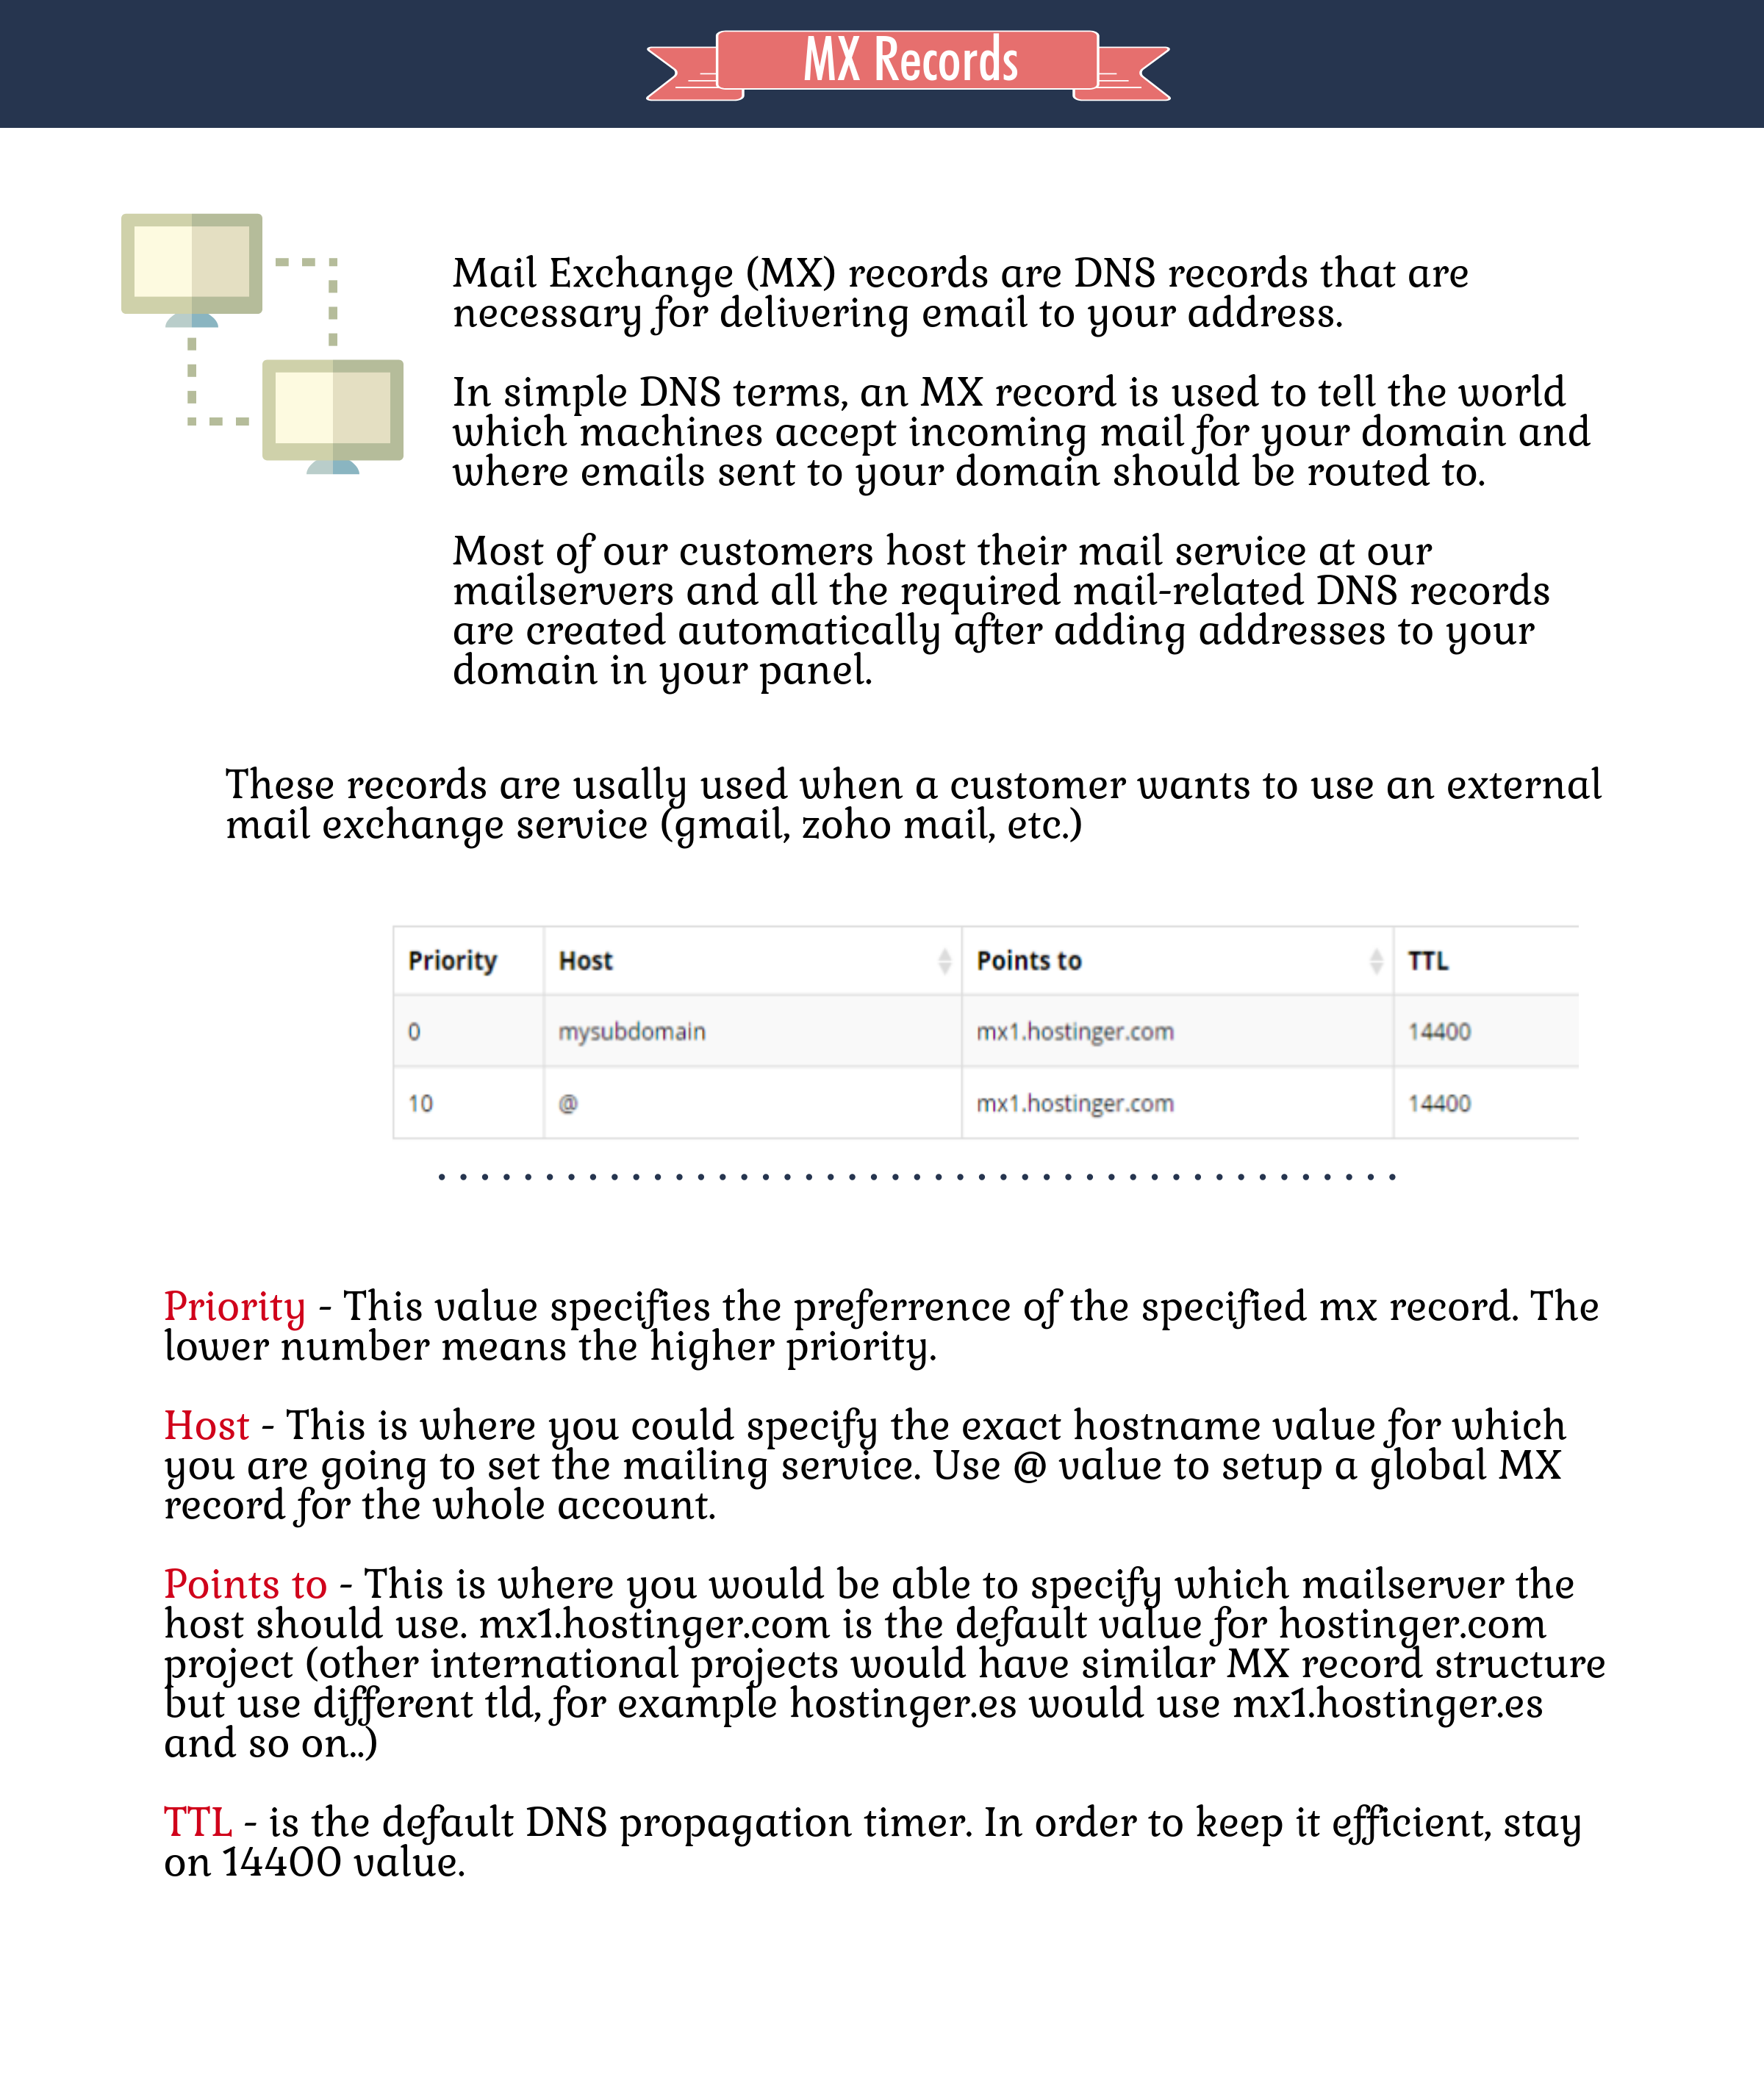 MX Records
Mail Exchange (MX) records are DNS records that are
necessary for delivering email to your address.
In simple DNS terms, an MX record is used to tell the world
which machines accept incoming mail for your domain and
where emails sent to your domain should be routed to.
Most of our customers host their mail service at our
mailservers and all the required mail-related DNS records
are created automatically after adding addresses to your
domain in your panel.
These records are usally used when a customer wants to use an external
mail exchange service (gmail, zoho mail, etc.)
Priority Host Points to TTL
0 mysubdomain mx1.hostinger.com 14400
10 @ mx1.hostinger.com 14400
Priority - This value specifies the preferrence of the specified mx record. The
lower number means the higher priority.
Host - This is where you could specify the exact hostname value for which
you are going to set the mailing service. Use @ value to setup a global MX
record for the whole account.
Points to - This is where you would be able to specify which mailserver the
host should use. mx1.hostinger.com is the default value for hostinger.com
project (other international projects would have similar MX record structure
but use different tld, for example hostinger.es would use mx1.hostinger.es
and so on..)
TTL - is the default DNS propagation timer. In order to keep it efficient, stay
on 14400 value.